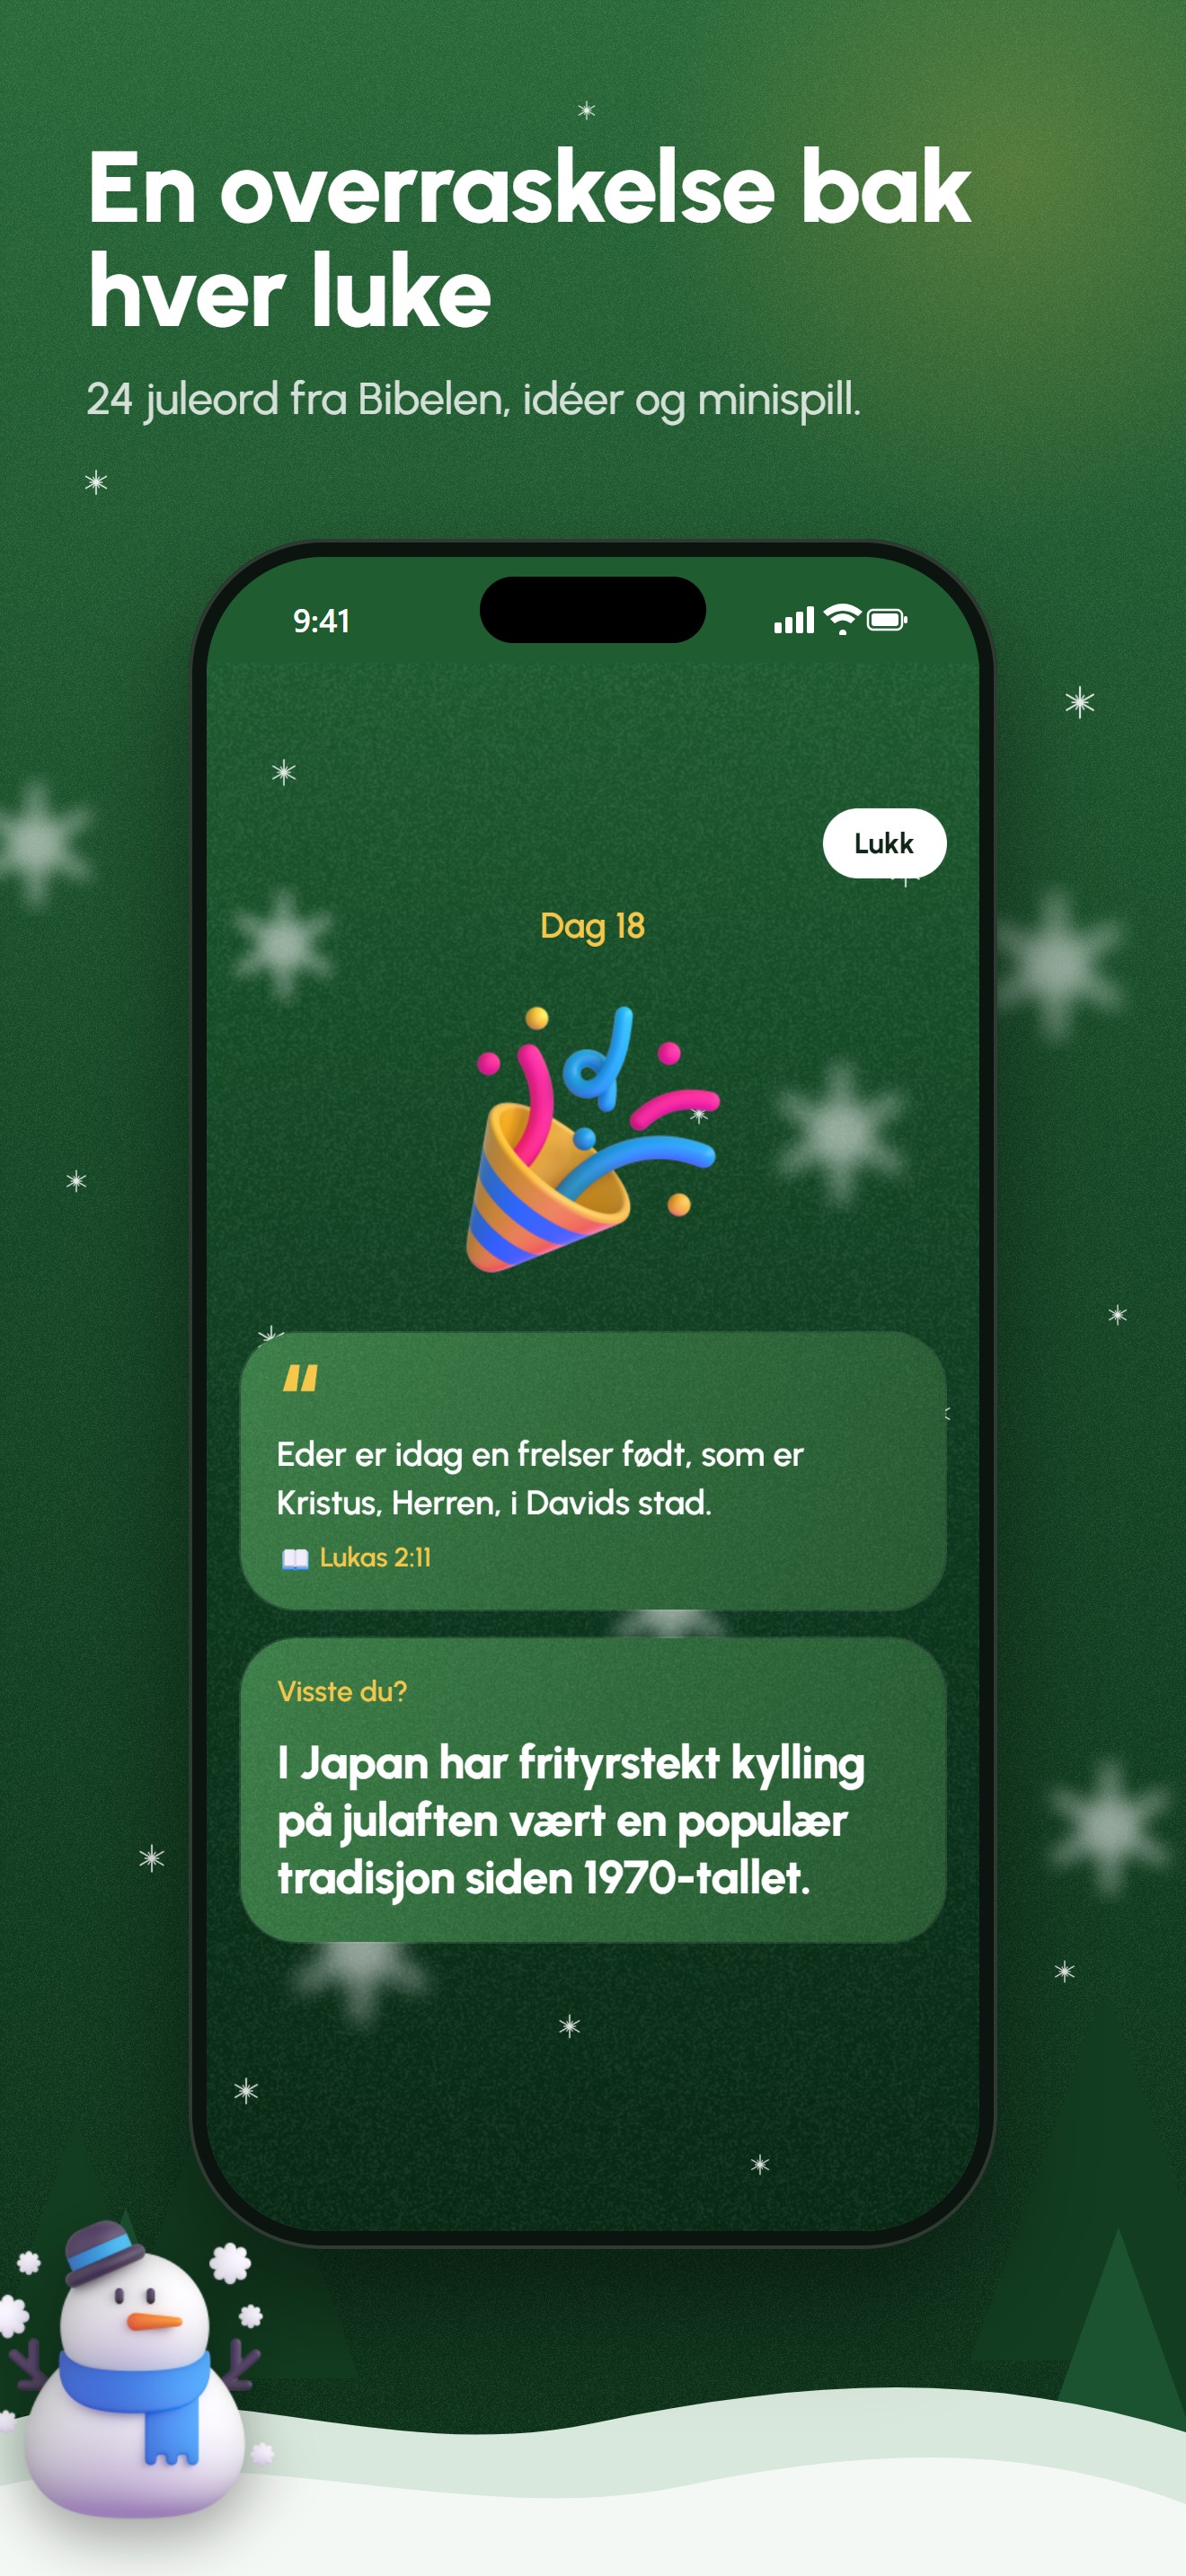 En overraskelse bak
hver luke
24 juleord fra Bibelen, idéer og minispill.
9:41
Lukk
Dag 18
"
Eder er idag en frelser født, som er
Kristus, Herren, i Davids stad.
Lukas 2:11
Visste du?
I Japan har frityrstekt kylling
på julaften vært en populær
tradisjon siden 1970-tallet.